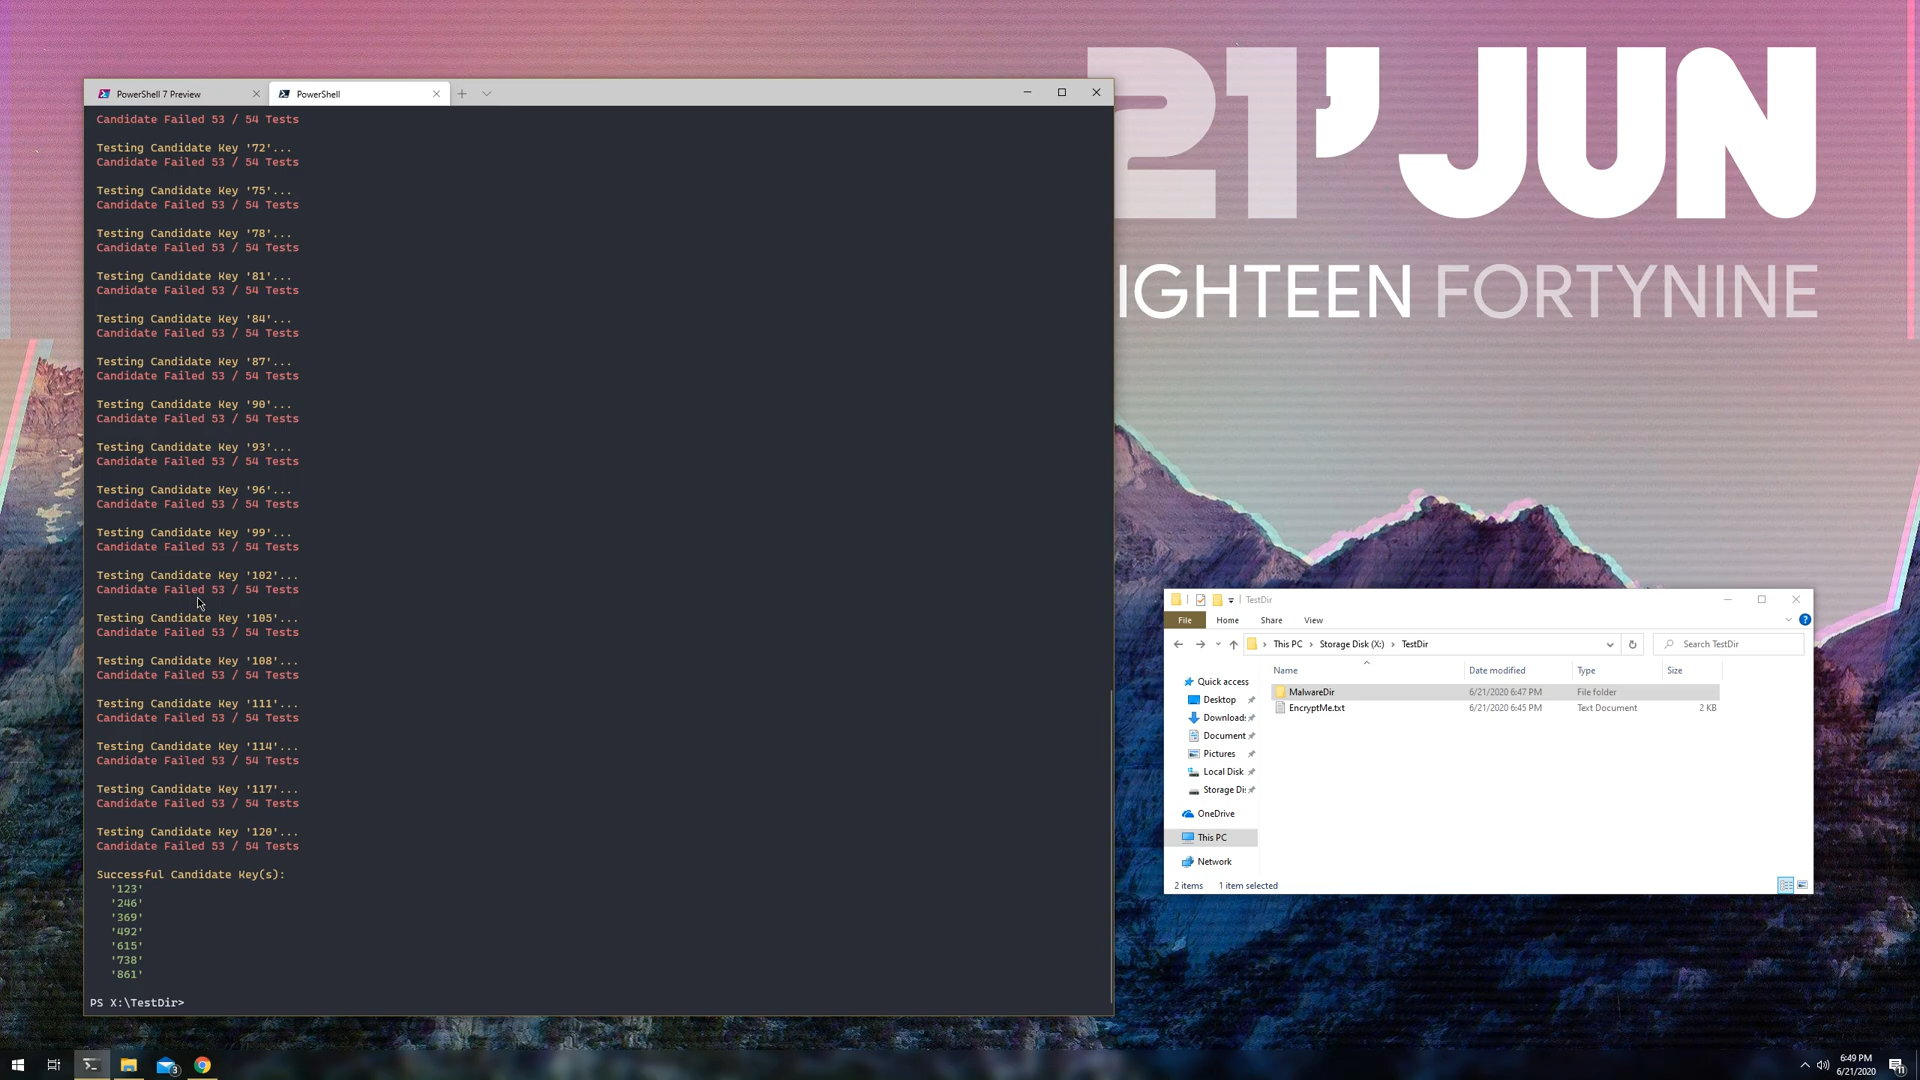 21' JUN
IGHTEEN FORTYNINE
PowerShell 7 Preview
PowerShell
Candidate Failed 53 / 54 Tests
Testing Candidate Key '72'...
Candidate Failed 53 / 54 Tests
Testing Candidate Key '75'...
Candidate Failed 53 / 54 Tests
Testing Candidate Key '78'...
Candidate Failed 53 / 54 Tests
Testing Candidate Key '81'...
Candidate Failed 53 / 54 Tests
Testing Candidate Key '84'...
Candidate Failed 53 / 54 Tests
Testing Candidate Key '87'...
Candidate Failed 53 / 54 Tests
Testing Candidate Key '90'...
Candidate Failed 53 / 54 Tests
Testing Candidate Key '93'...
Candidate Failed 53 / 54 Tests
Testing Candidate Key '96'...
Candidate Failed 53 / 54 Tests
Testing Candidate Key '99'...
Candidate Failed 53 / 54 Tests
Testing Candidate Key '102'...
Candidate Failed 53 / 54 Tests
Testing Candidate Key '105'...
Candidate Failed 53 / 54 Tests
Testing Candidate Key '108'...
Candidate Failed 53 / 54 Tests
Testing Candidate Key '111'...
Candidate Failed 53 / 54 Tests
Testing Candidate Key '114'...
Candidate Failed 53 / 54 Tests
Testing Candidate Key '117'...
Candidate Failed 53 / 54 Tests
Testing Candidate Key '120'...
Candidate Failed 53 / 54 Tests
Successful Candidate Key(s):
'123'
'246'
'369'
'492'
'615'
'738'
'861'
PS X:\TestDir>
TestDir
File Home Share View
This PC › Storage Disk (X:) › TestDir
Search TestDir
Name Date modified Type Size
MalwareDir 6/21/2020 6:47 PM File folder
EncryptMe.txt 6/21/2020 6:45 PM Text Document 2 KB
Quick access
Desktop
Download:
Document
Pictures
Local Disk
Storage Di:
OneDrive
This PC
Network
2 items 1 item selected
3
6:49 PM
6/21/2020
11